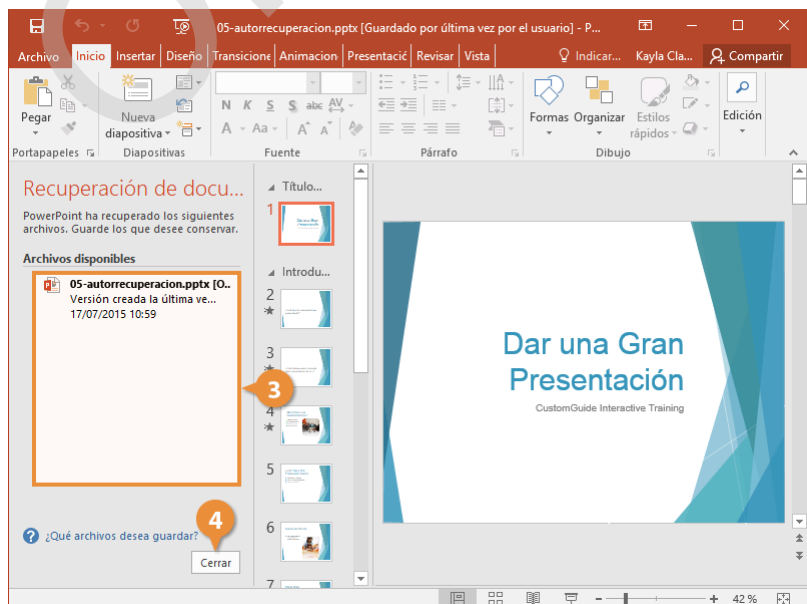 05-autorrecuperacion.pptx [Guardado por última vez por el usuario] - P...
Archivo Inicio Insertar Diseño Transicione Animacion Presentacić Revisar Vista Indicar... Kayla Cla... Compartir
Pegar
Nueva
diapositiva
N K S S abc AV
A Aa A A
Formas Organizar Estilos
rápidos
Edición
Portapapeles Diapositivas Fuente Párrafo Dibujo
Recuperación de docu...
PowerPoint ha recuperado los siguientes
archivos. Guarde los que desee conservar.
Archivos disponibles
05-autorrecuperacion.pptx [O..
Versión creada la última ve...
17/07/2015 10:59
3
¿Qué archivos desea guardar?
4
Cerrar
Título...
1
Introdu...
2
3
4
5
6
7
Dar una Gran
Presentación
CustomGuide Interactive Training
42 %